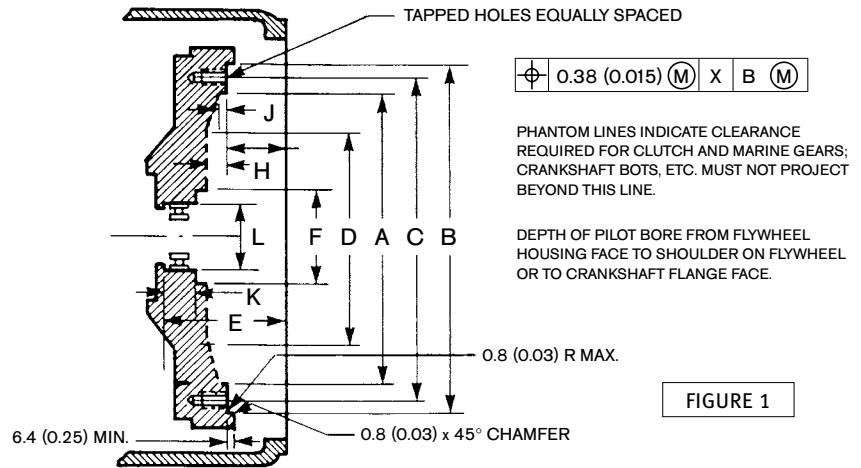 TAPPED HOLES EQUALLY SPACED
⌖ 0.38 (0.015) Ⓜ X B Ⓜ
PHANTOM LINES INDICATE CLEARANCE
REQUIRED FOR CLUTCH AND MARINE GEARS;
CRANKSHAFT BOTS, ETC. MUST NOT PROJECT
BEYOND THIS LINE.
DEPTH OF PILOT BORE FROM FLYWHEEL
HOUSING FACE TO SHOULDER ON FLYWHEEL
OR TO CRANKSHAFT FLANGE FACE.
J
H
L F D A C B
K
E
0.8 (0.03) R MAX.
FIGURE 1
6.4 (0.25) MIN.
0.8 (0.03) x 45° CHAMFER